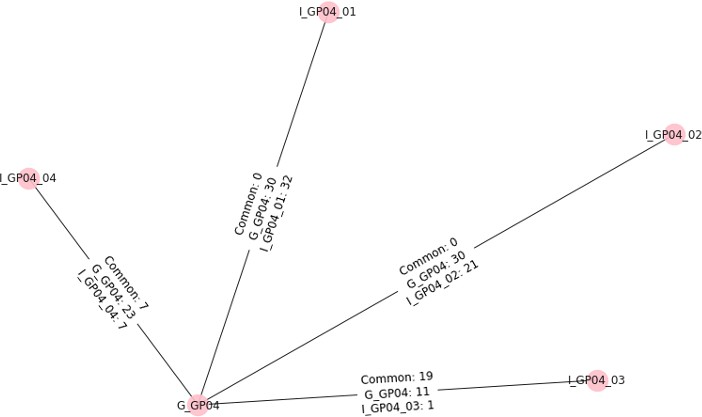 I_GP04_01
I_GP04_02
I_GP04_04
Common: 0
G_GP04: 30
I_GP04_01: 32
Common: 0
G_GP04: 30
I_GP04_02: 21
Common: 7
G_GP04: 23
I_GP04_04: 7
Common: 19
G_GP04: 11
I_GP04_03: 1
I_GP04_03
G_GP04